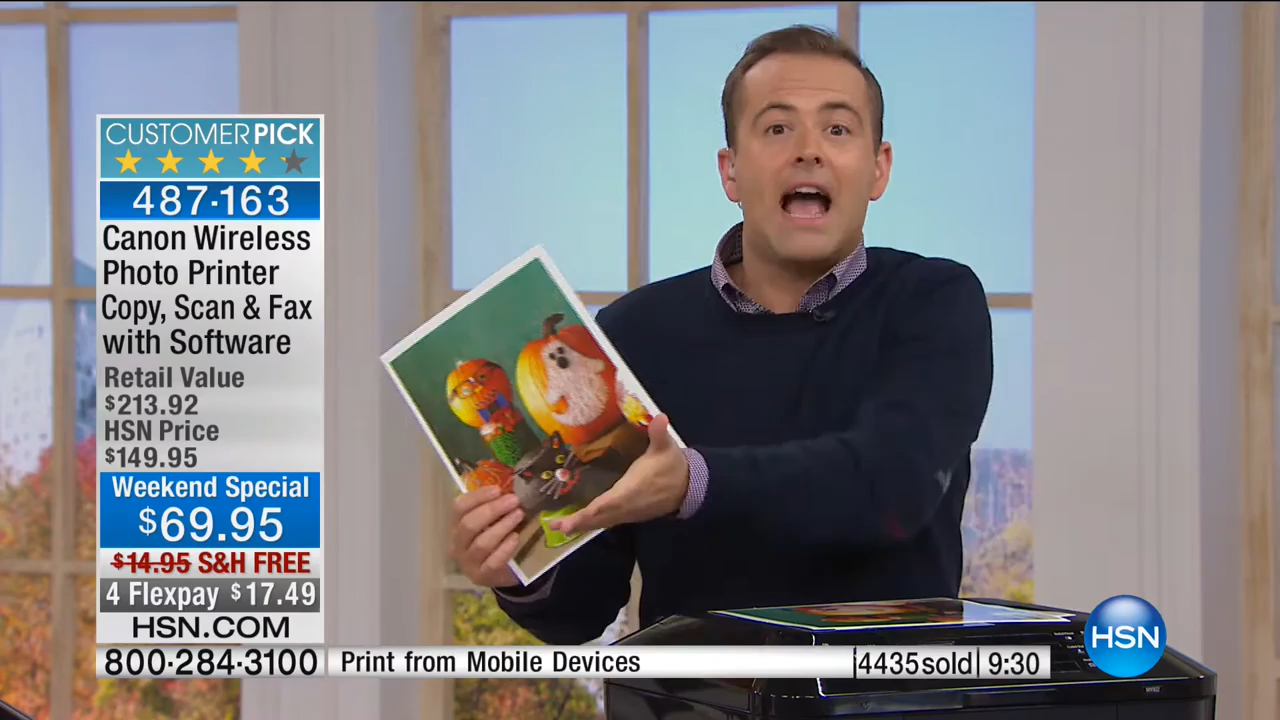 CUSTOMERPICK
487·163
Canon Wireless
Photo Printer
Copy, Scan & Fax
with Software
Retail Value
$213.92
HSN Price
$149.95
Weekend Special
$69.95
$14.95 S&H FREE
4 Flexpay $17.49
HSN.COM
800·284·3100 Print from Mobile Devices 4435sold 9:30
HSN